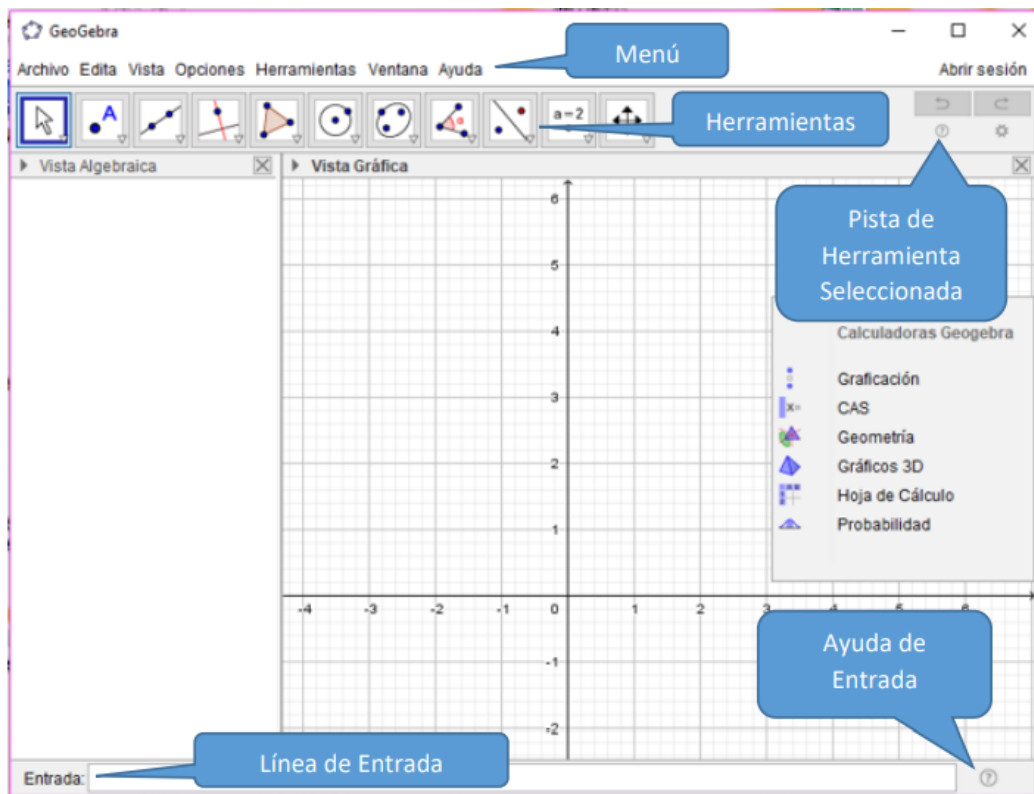 GeoGebra
Menú
Archivo Edita Vista Opciones Herramientas Ventana Ayuda
Abrir sesión
A
α
a=2
Herramientas
Vista Algebraica
Vista Gráfica
Pista de
Herramienta
Seleccionada
6
5
4
3
2
1
Calculadoras Geogebra
Graficación
x= CAS
Geometría
Gráficos 3D
Hoja de Cálculo
Probabilidad
-4 -3 -2 -1 0 1 2 3 4 5 6
-1
-2
Ayuda de
Entrada
Línea de Entrada
Entrada: